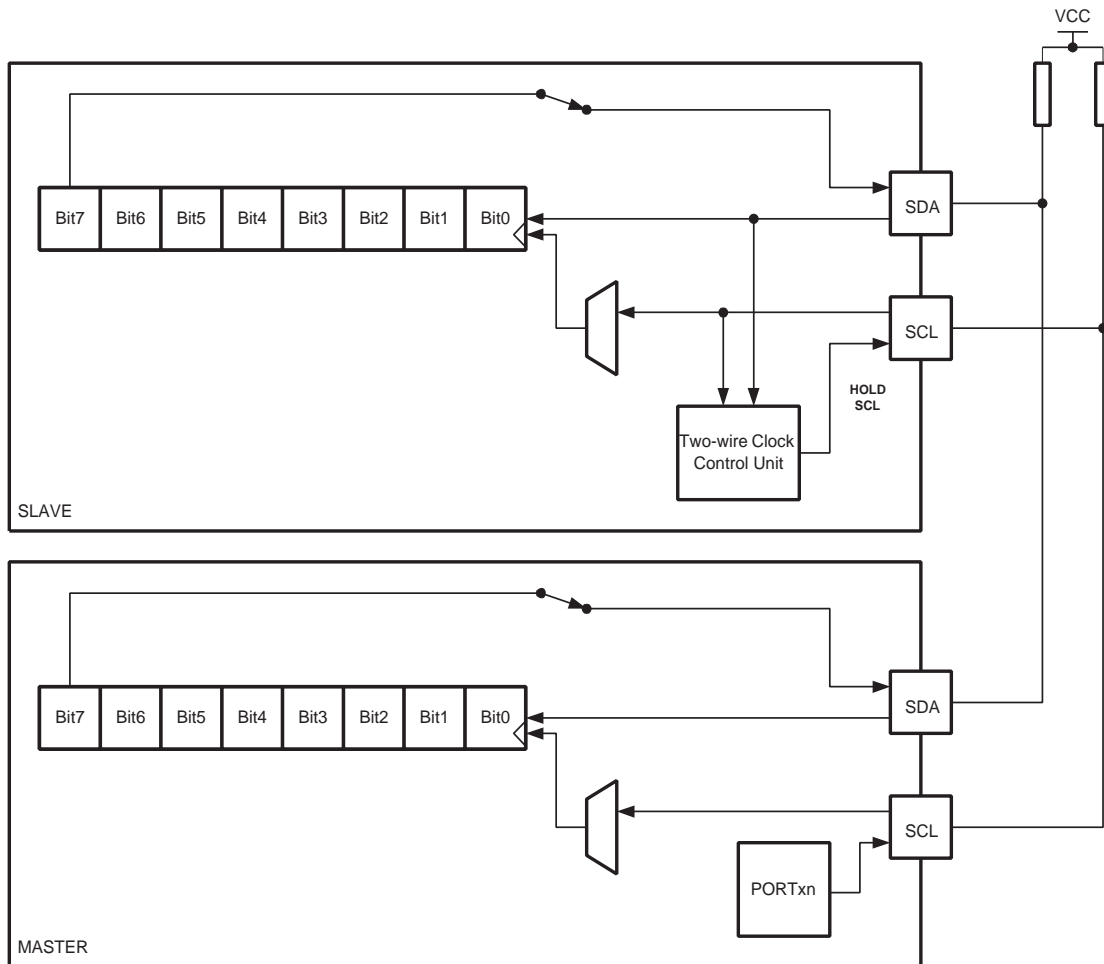 VCC
Bit7 Bit6 Bit5 Bit4 Bit3 Bit2 Bit1 Bit0
SDA
SCL
HOLD
SCL
Two-wire Clock
Control Unit
SLAVE
Bit7 Bit6 Bit5 Bit4 Bit3 Bit2 Bit1 Bit0
SDA
SCL
PORTxn
MASTER